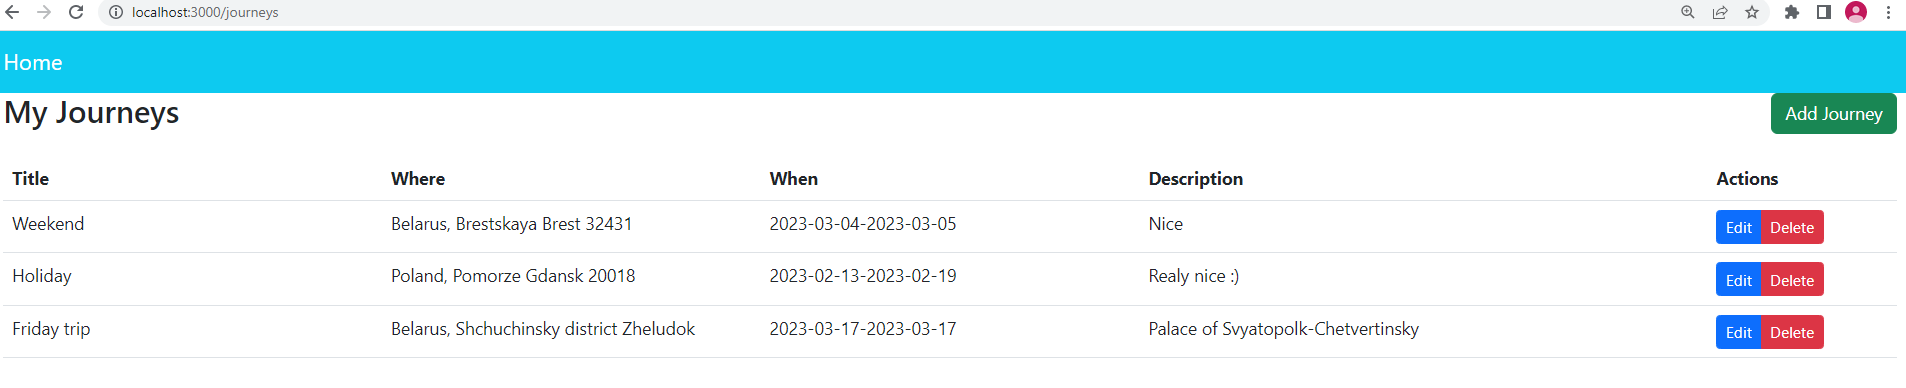 localhost:3000/journeys
Home
My Journeys
Add Journey
Title Where When Description Actions
Weekend Belarus, Brestskaya Brest 32431 2023-03-04-2023-03-05 Nice Edit Delete
Holiday Poland, Pomorze Gdansk 20018 2023-02-13-2023-02-19 Realy nice :) Edit Delete
Friday trip Belarus, Shchuchinsky district Zheludok 2023-03-17-2023-03-17 Palace of Svyatopolk-Chetvertinsky Edit Delete